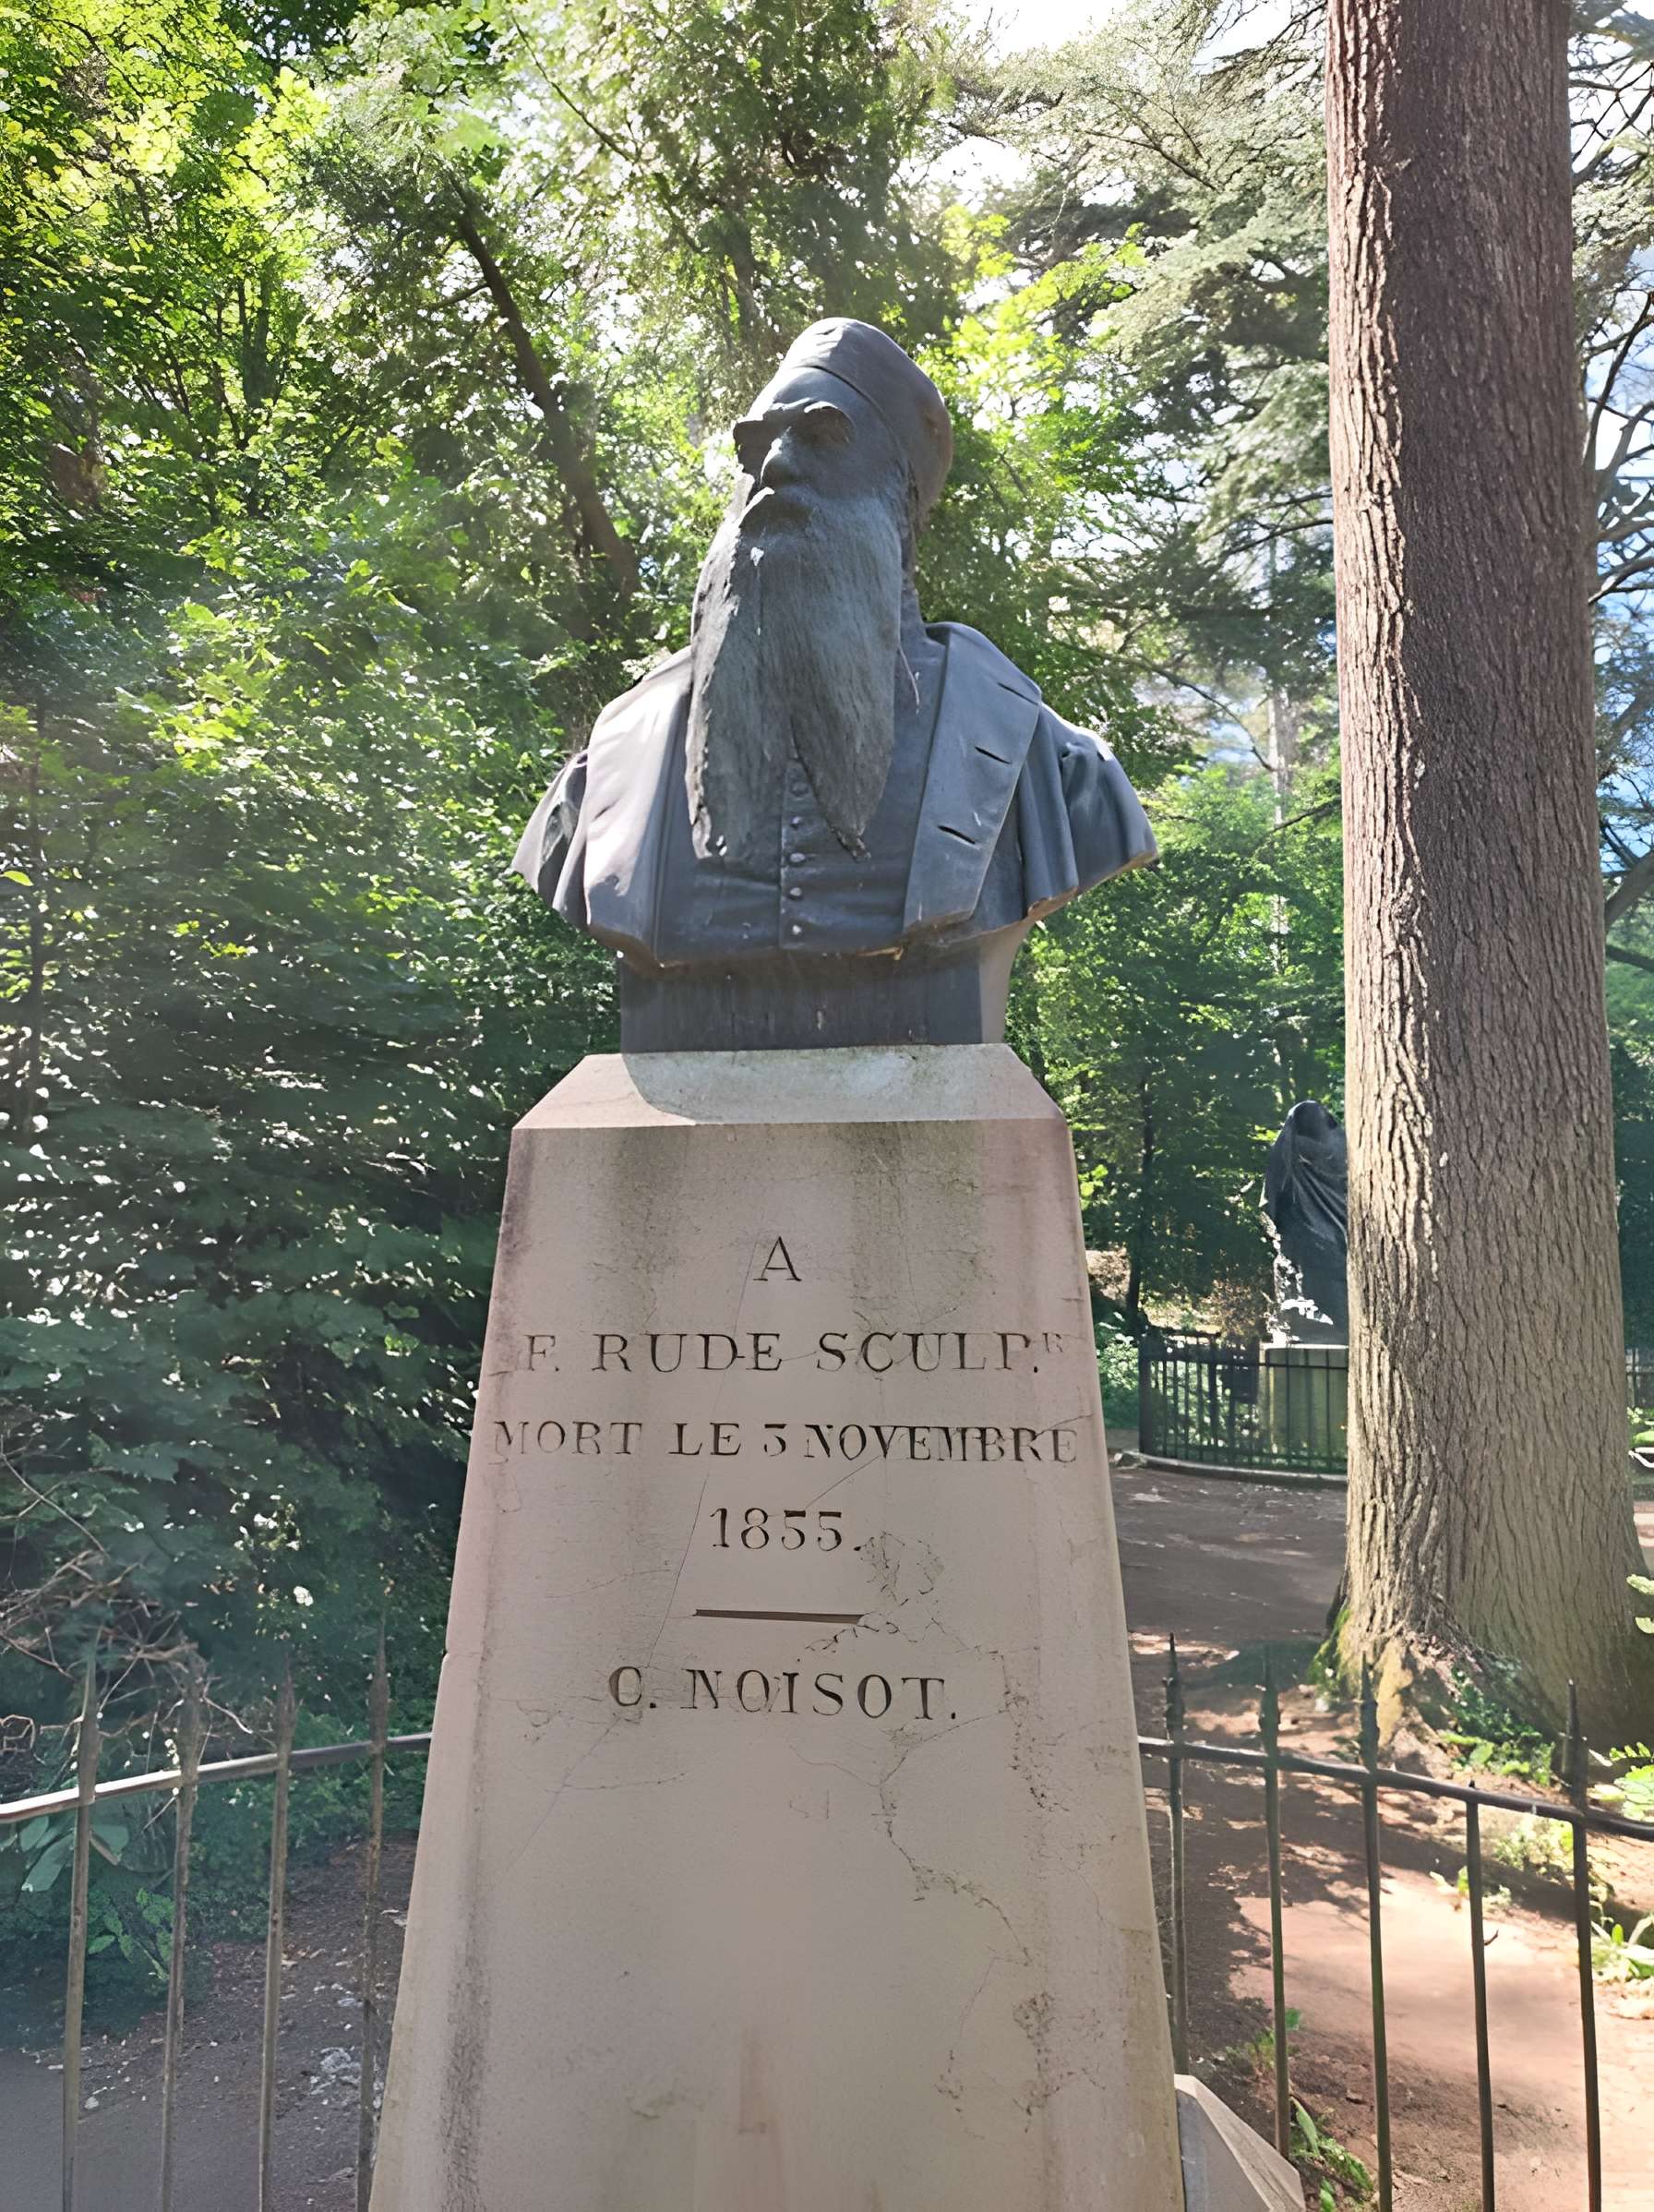 A
F. RUDE SCULP.R
MORT LE 3 NOVEMBRE
1855.
C. NOISOT.